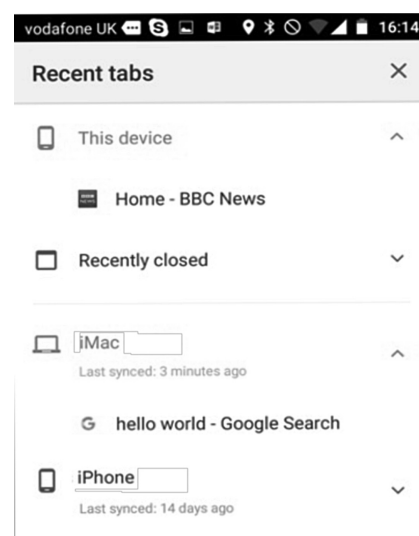 vodafone UK 16:14
Recent tabs
This device
Home - BBC News
Recently closed
iMac
Last synced: 3 minutes ago
hello world - Google Search
iPhone
Last synced: 14 days ago